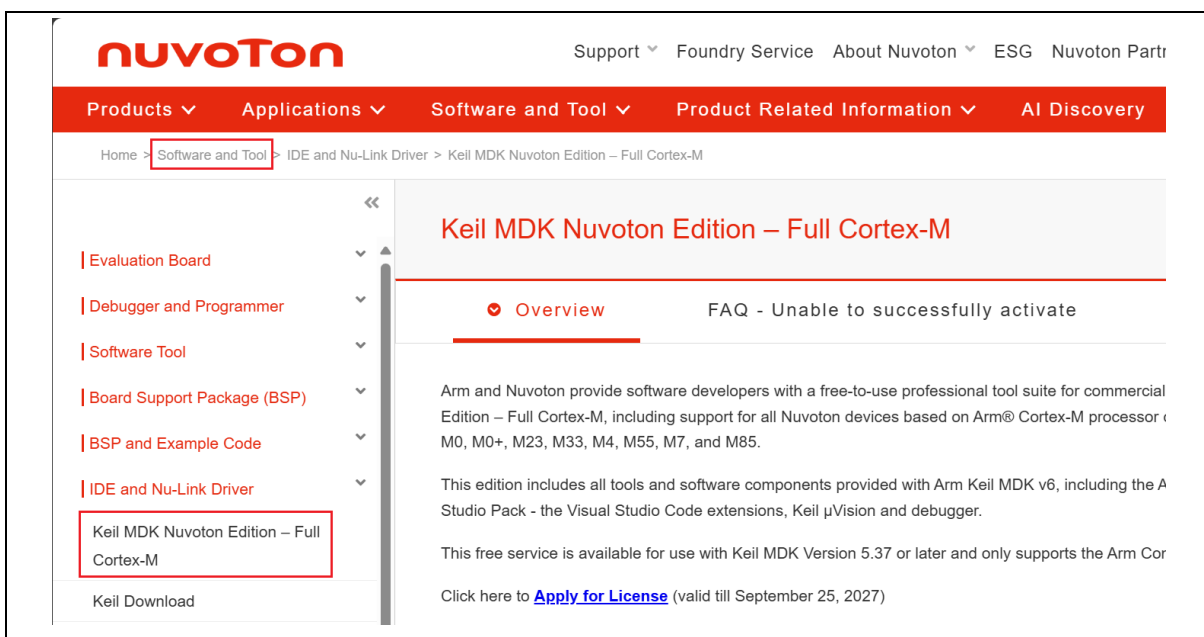 nuvoTon
Support Foundry Service About Nuvoton ESG Nuvoton Partr
Products Applications Software and Tool Product Related Information AI Discovery
Home > Software and Tool > IDE and Nu-Link Driver > Keil MDK Nuvoton Edition – Full Cortex-M
«
Evaluation Board
Debugger and Programmer
Software Tool
Board Support Package (BSP)
BSP and Example Code
IDE and Nu-Link Driver
Keil MDK Nuvoton Edition – Full
Cortex-M
Keil Download
Keil MDK Nuvoton Edition – Full Cortex-M
Overview FAQ - Unable to successfully activate
Arm and Nuvoton provide software developers with a free-to-use professional tool suite for commercial
Edition – Full Cortex-M, including support for all Nuvoton devices based on Arm® Cortex-M processor
M0, M0+, M23, M33, M4, M55, M7, and M85.
This edition includes all tools and software components provided with Arm Keil MDK v6, including the A
Studio Pack - the Visual Studio Code extensions, Keil µVision and debugger.
This free service is available for use with Keil MDK Version 5.37 or later and only supports the Arm Cor
Click here to Apply for License (valid till September 25, 2027)